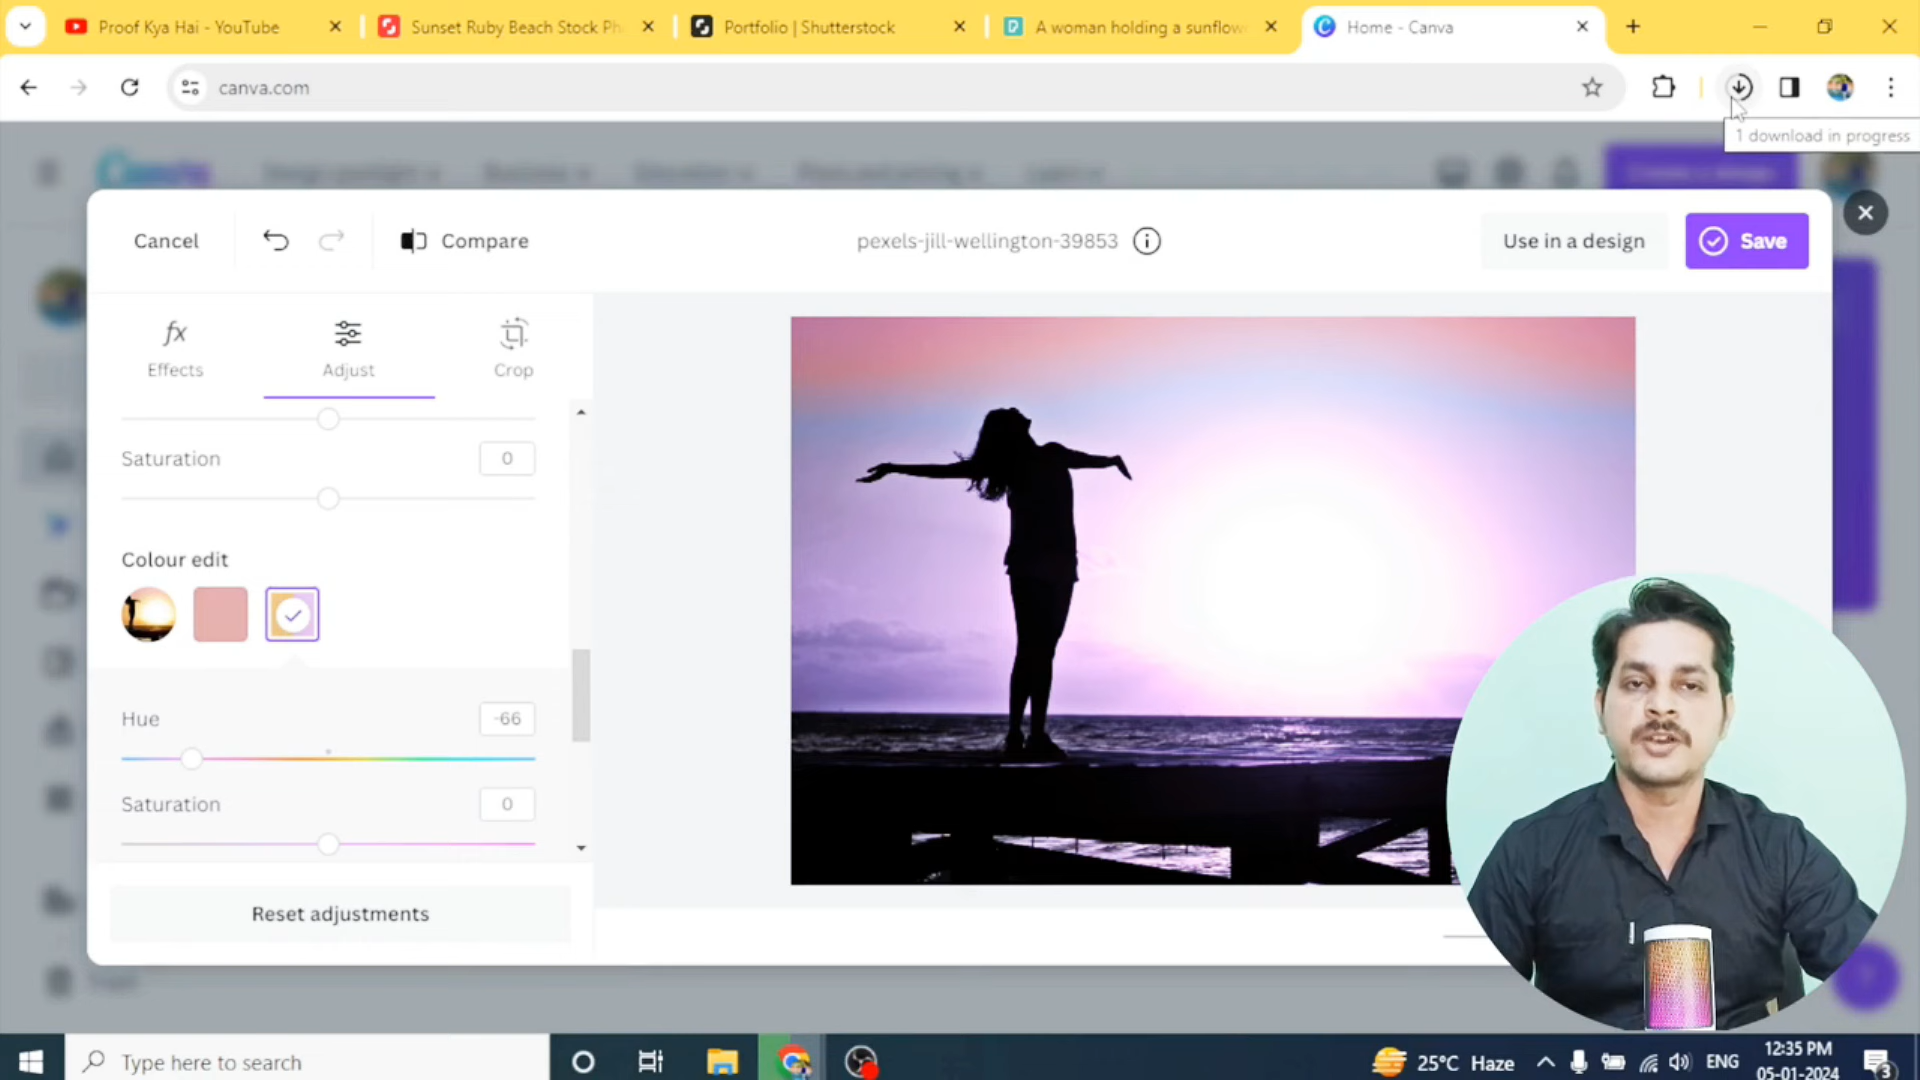 Proof Kya Hai - YouTube
Sunset Ruby Beach Stock Ph
Portfolio | Shutterstock
A woman holding a sunflow
Home - Canva
canva.com
1 download in progress
Cancel
Compare
pexels-jill-wellington-39853
Use in a design
Save
fx
Effects
Adjust
Crop
Saturation
0
Colour edit
Hue
-66
Saturation
0
Reset adjustments
Type here to search
25°C Haze
ENG
12:35 PM
05-01-2024
3